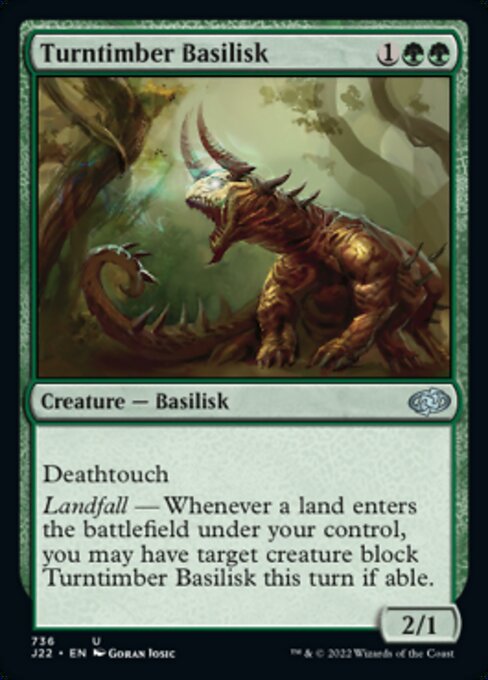 Turntimber Basilisk 1
Creature — Basilisk
Deathtouch
Landfall — Whenever a land enters
the battlefield under your control,
you may have target creature block
Turntimber Basilisk this turn if able.
2/1
736 U
J22 • EN Goran Josic
™ & © 2022 Wizards of the Coast